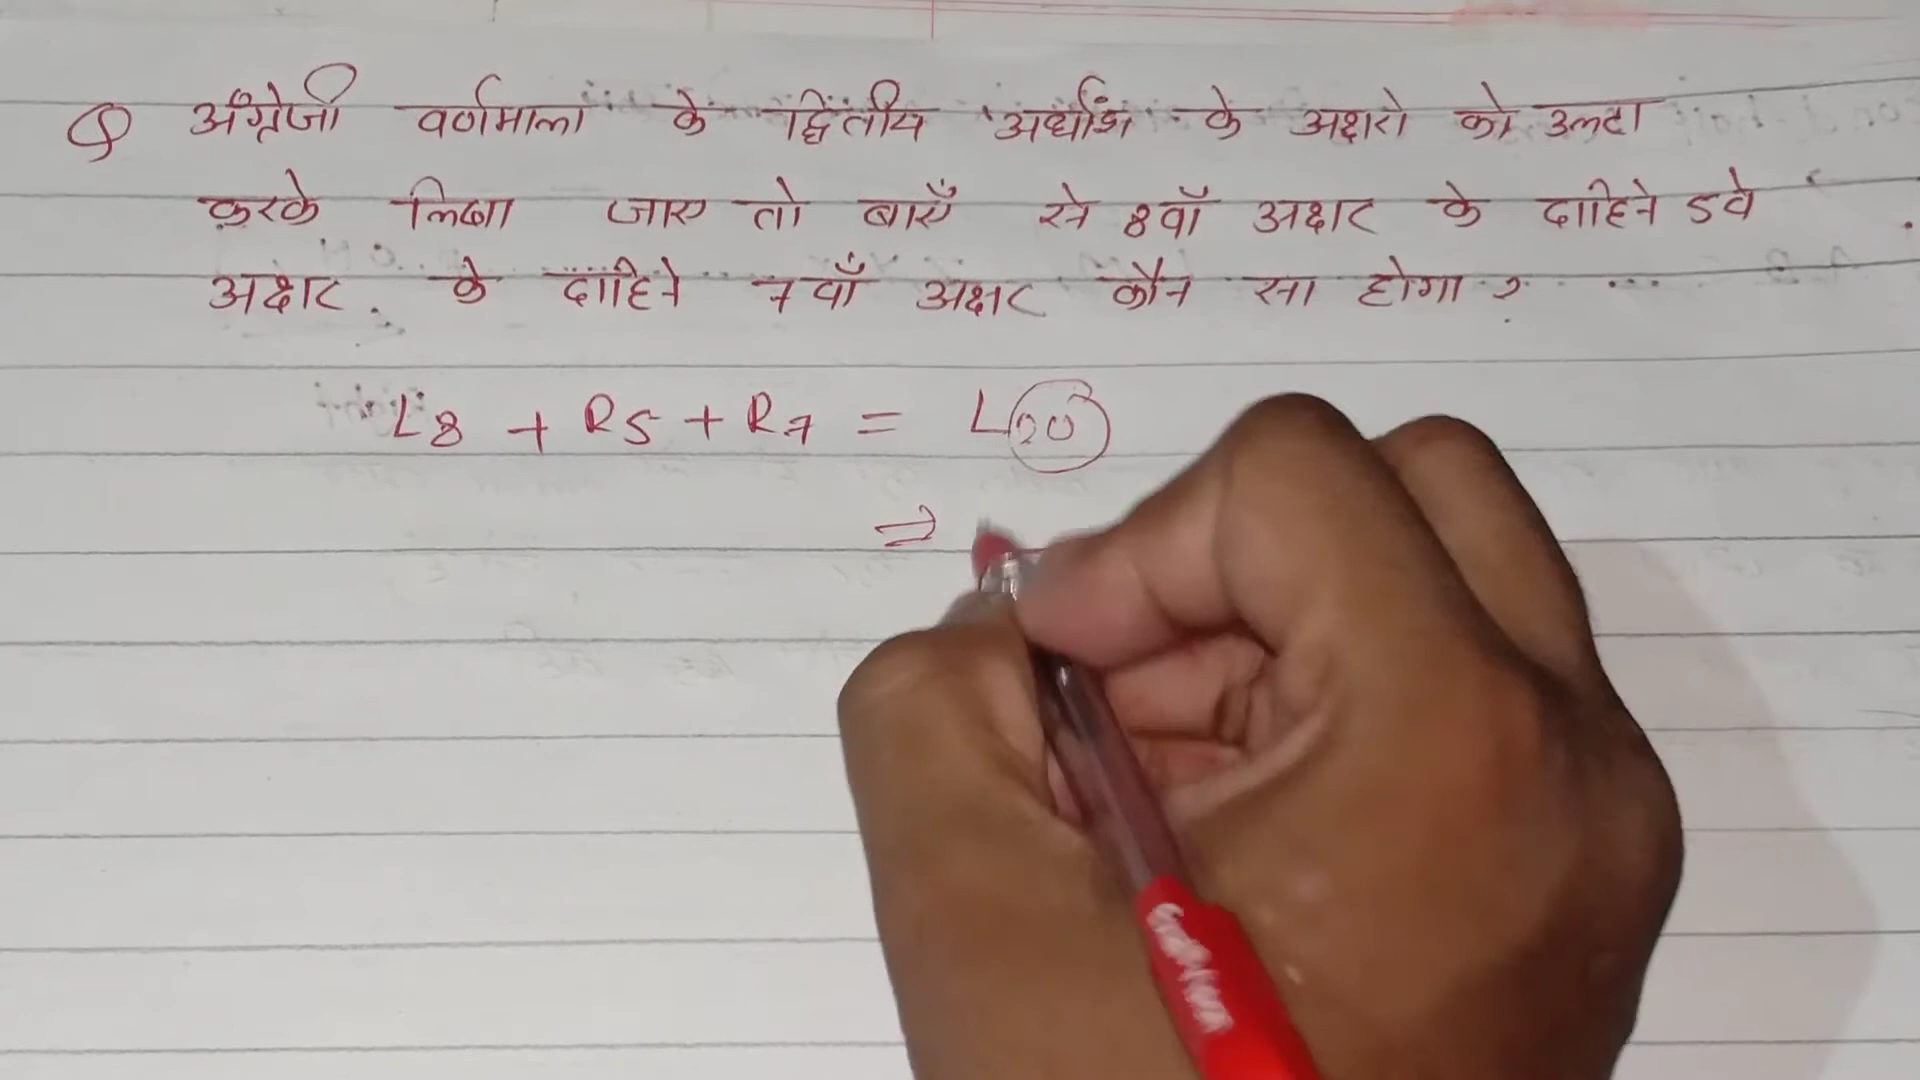 Q अंग्रेजी वर्णमाला के द्वितीय अर्धांश के अक्षरो को उलटा
करके लिखा जाए तो बाएँ से 8वाँ अक्षर के दाहिने 5वे
अक्षर के दाहिने 7वाँ अक्षर कौन सा होगा ?
L8 + R5 + R7 = L20
⇒